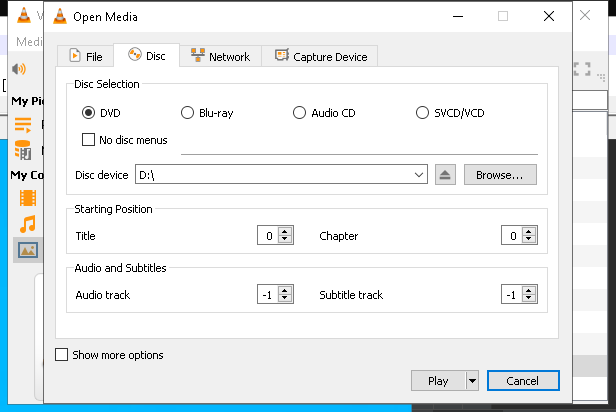 Open Media
Medi
File
Disc
Network
Capture Device
Disc Selection
DVD
Blu-ray
Audio CD
SVCD/VCD
No disc menus
Disc device
D:\
Browse...
Starting Position
Title
0
Chapter
0
Audio and Subtitles
Audio track
-1
Subtitle track
-1
Show more options
Play
Cancel
My Pi
My Co